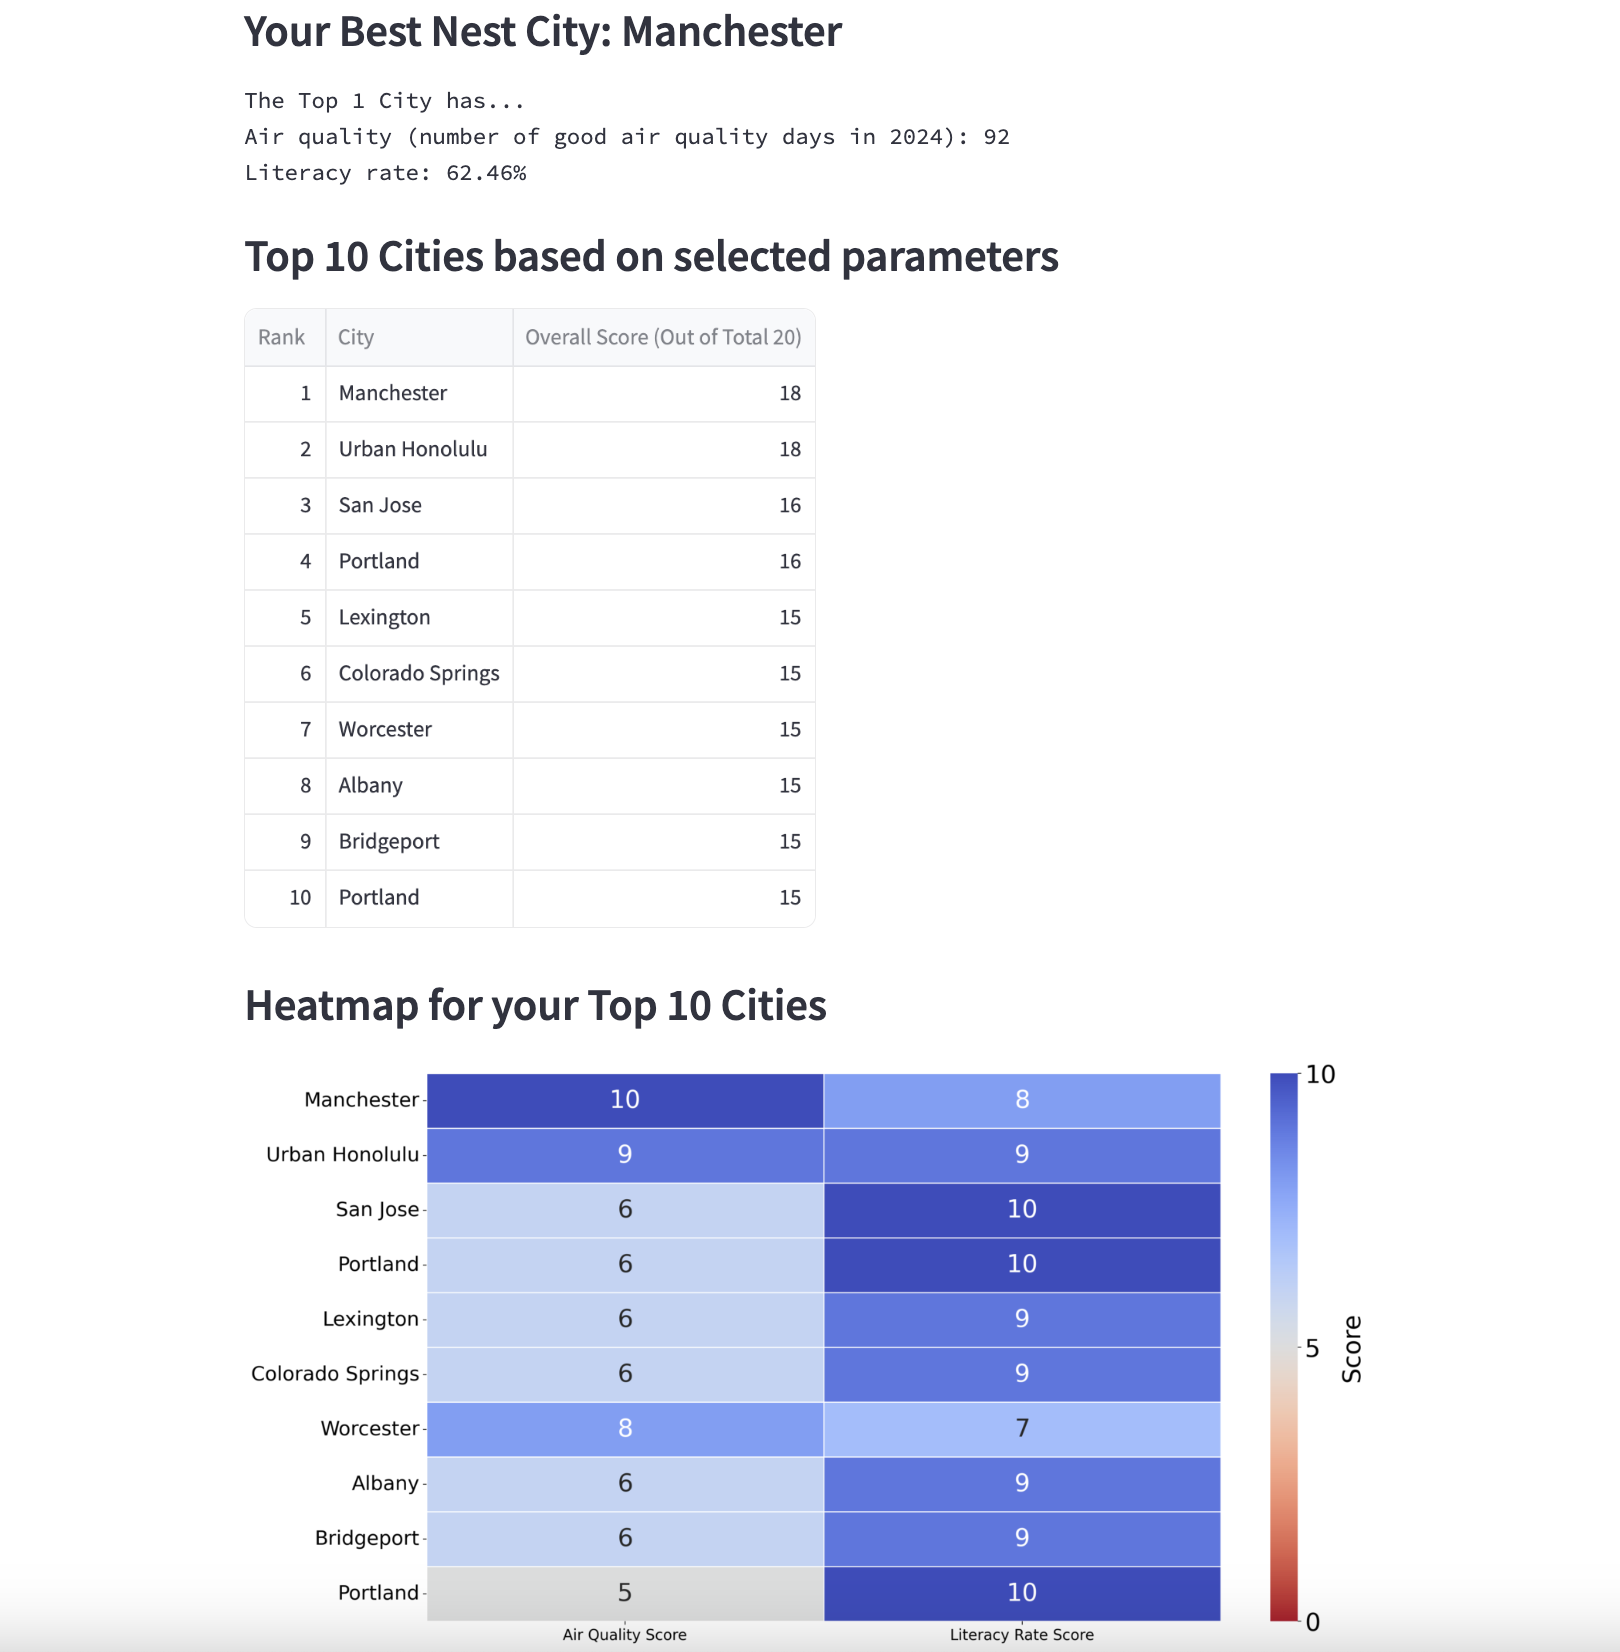 Your Best Nest City: Manchester
The Top 1 City has...
Air quality (number of good air quality days in 2024): 92
Literacy rate: 62.46%
Top 10 Cities based on selected parameters
Rank City Overall Score (Out of Total 20)
1 Manchester 18
2 Urban Honolulu 18
3 San Jose 16
4 Portland 16
5 Lexington 15
6 Colorado Springs 15
7 Worcester 15
8 Albany 15
9 Bridgeport 15
10 Portland 15
Heatmap for your Top 10 Cities
Manchester 10 8
Urban Honolulu 9 9
San Jose 6 10
Portland 6 10
Lexington 6 9
Colorado Springs 6 9
Worcester 8 7
Albany 6 9
Bridgeport 6 9
Portland 5 10
Air Quality Score Literacy Rate Score
10
5
0
Score